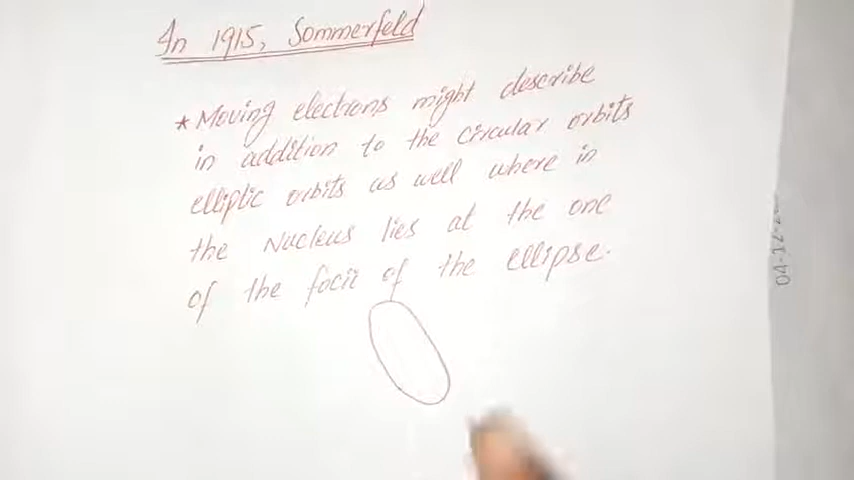 In 1915, Sommerfeld
* Moving electrons might describe
in addition to the circular orbits
elliptic orbits as well where in
the Nucleus lies at the one
of the focii of the ellipse.